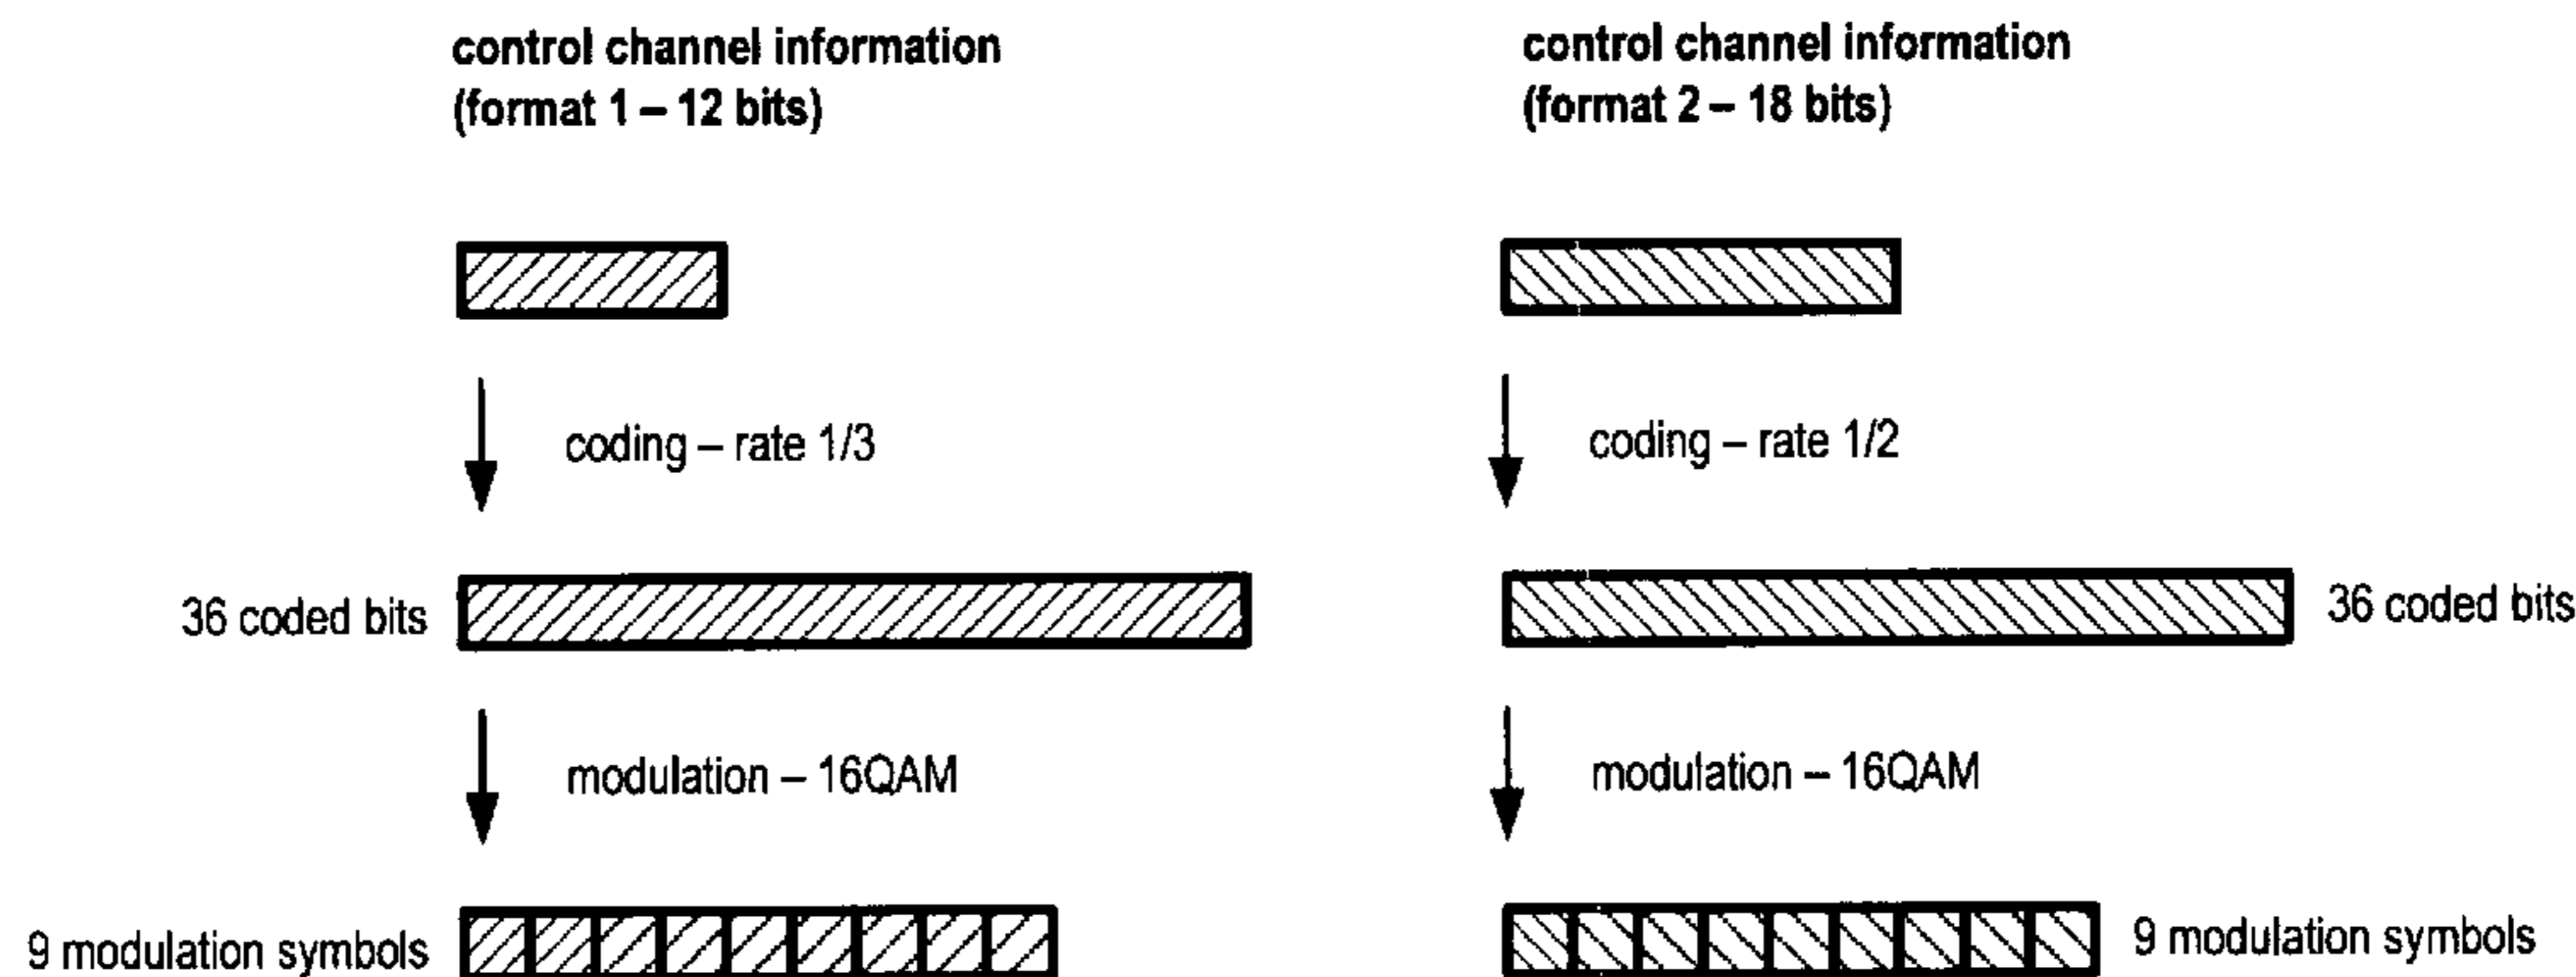 control channel information
(format 1 – 12 bits)
coding – rate 1/3
36 coded bits
modulation – 16QAM
9 modulation symbols
control channel information
(format 2 – 18 bits)
coding – rate 1/2
36 coded bits
modulation – 16QAM
9 modulation symbols